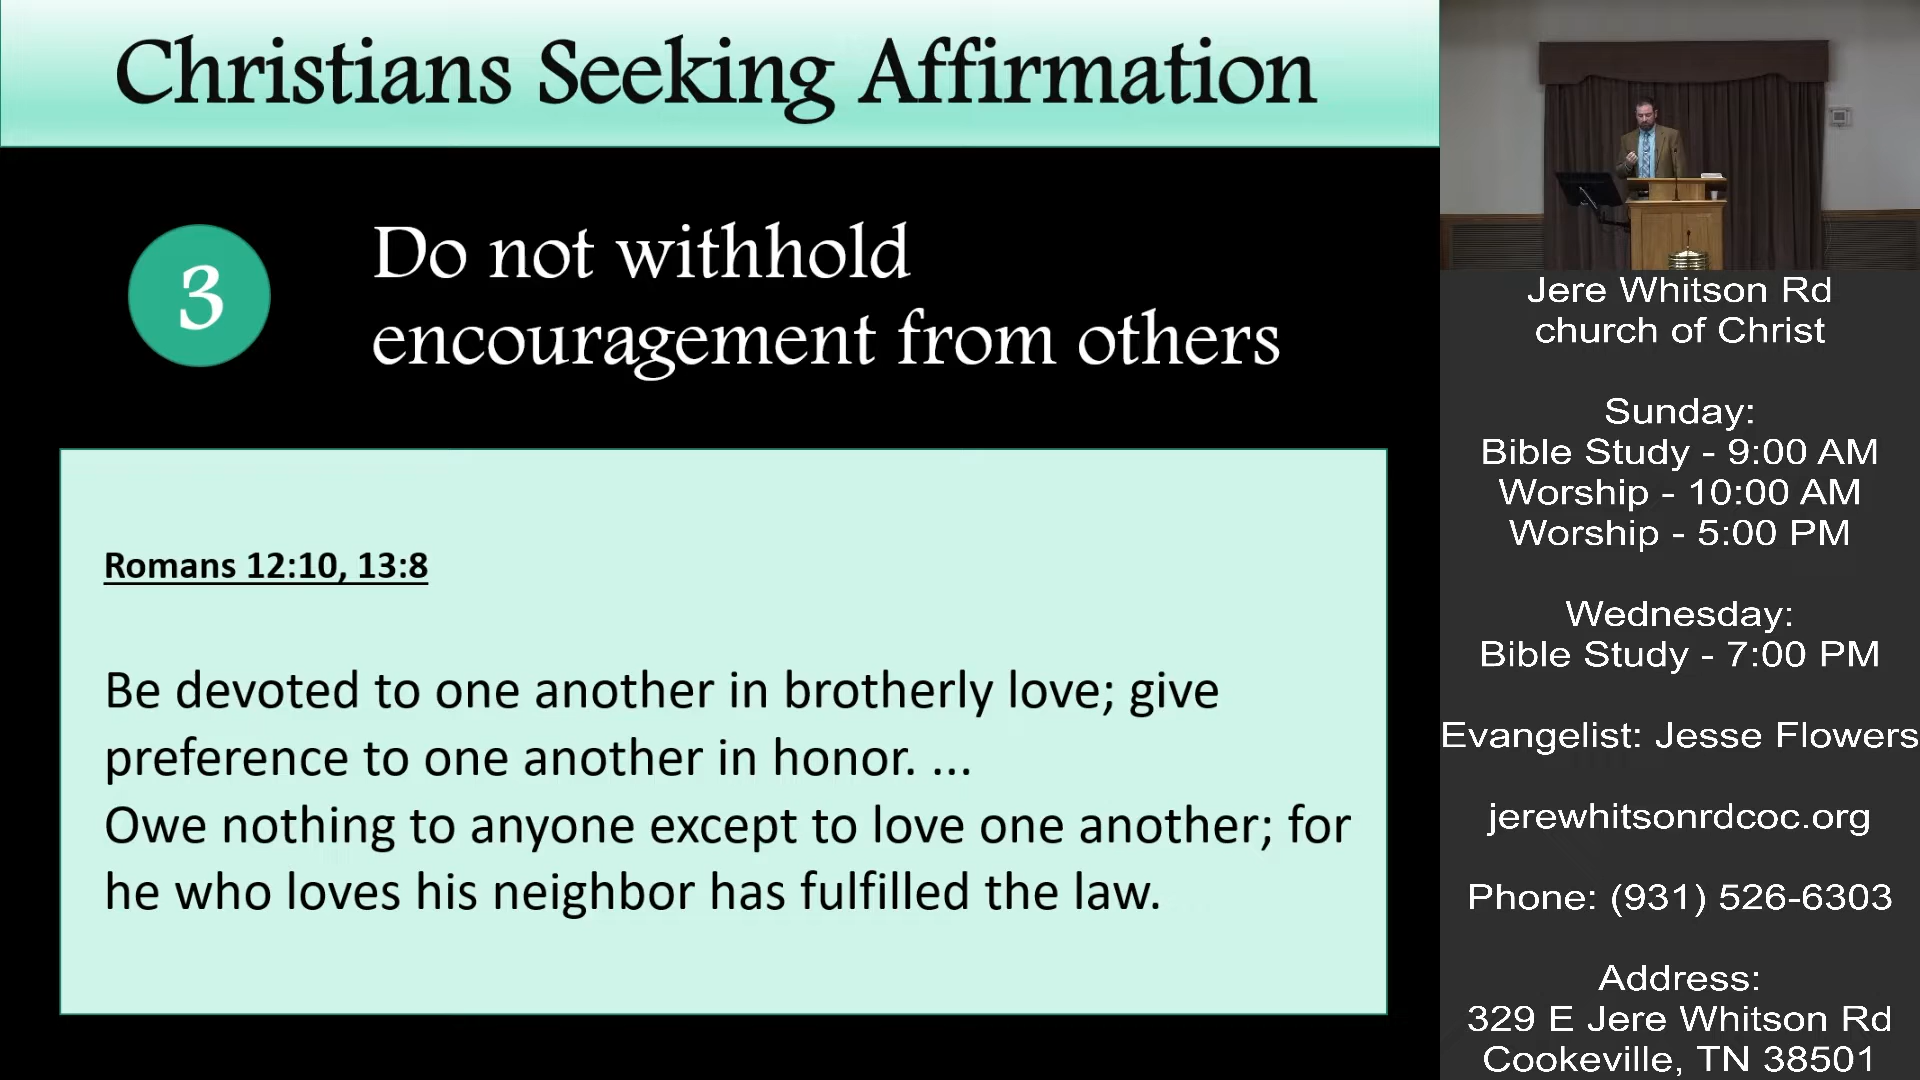 Christians Seeking Affirmation
3
Do not withhold
encouragement from others
Romans 12:10, 13:8
Be devoted to one another in brotherly love; give
preference to one another in honor. ...
Owe nothing to anyone except to love one another; for
he who loves his neighbor has fulfilled the law.
Jere Whitson Rd
church of Christ
Sunday:
Bible Study - 9:00 AM
Worship - 10:00 AM
Worship - 5:00 PM
Wednesday:
Bible Study - 7:00 PM
Evangelist: Jesse Flowers
jerewhitsonrdcoc.org
Phone: (931) 526-6303
Address:
329 E Jere Whitson Rd
Cookeville, TN 38501